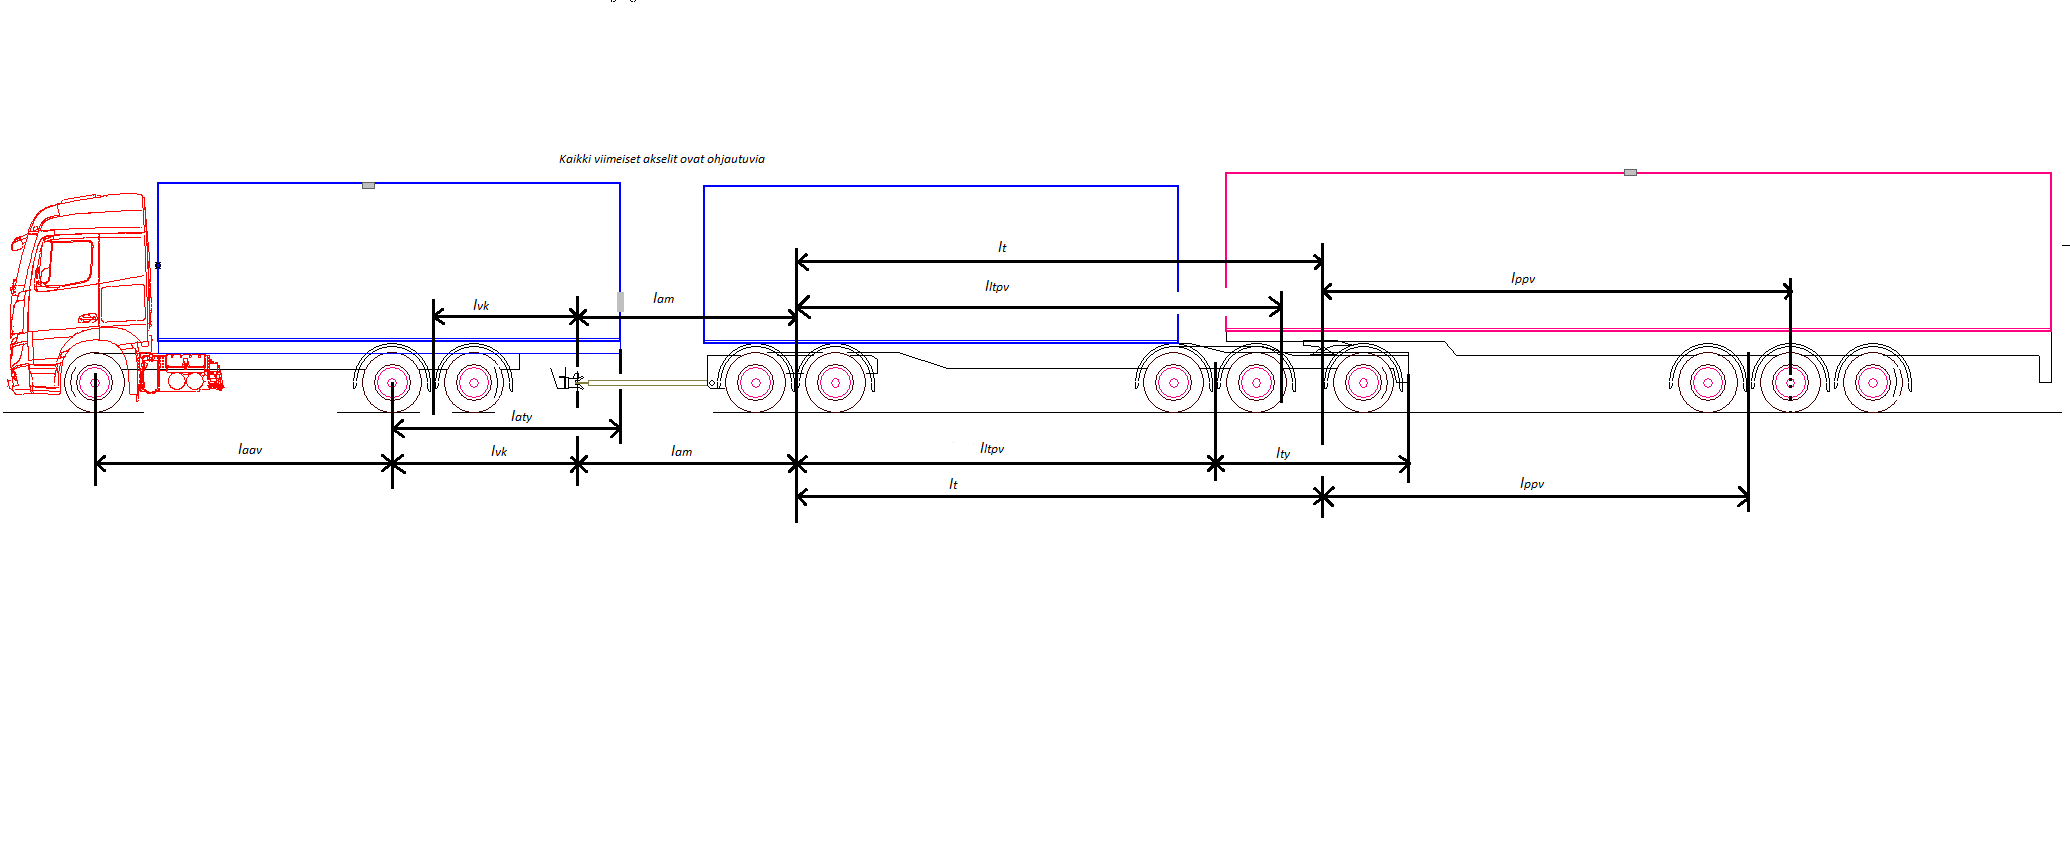 Kaikki viimeiset akselit ovat ohjautuvia
lt
lppv
lltpv
lam
lvk
laty
laav
lvk
lam
lltpv
lty
lt
lppv